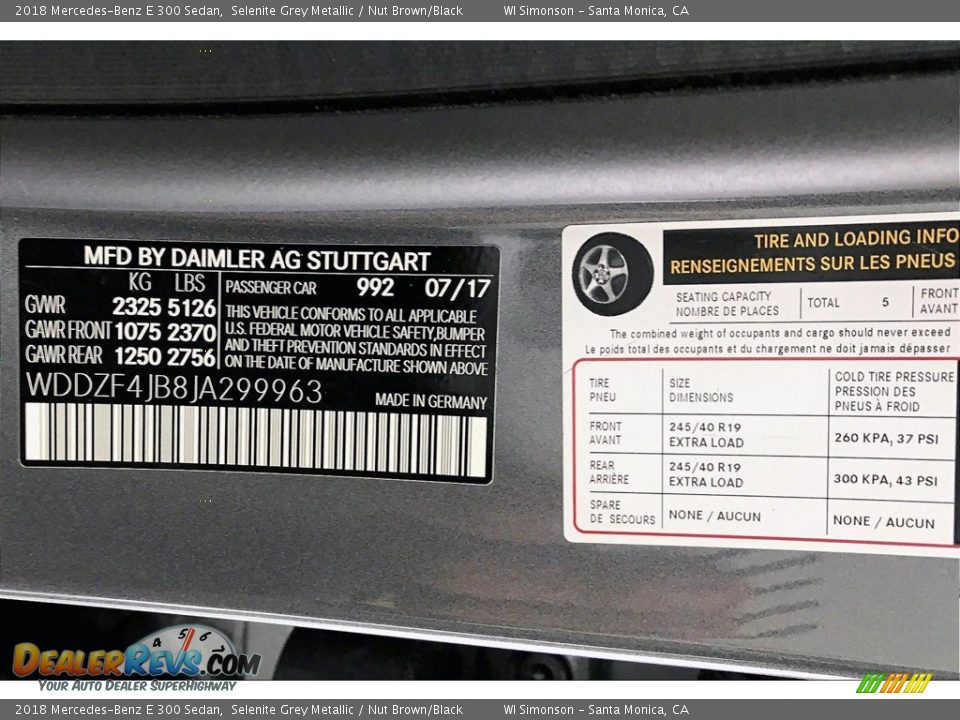 2018 Mercedes-Benz E 300 Sedan, Selenite Grey Metallic / Nut Brown/Black WI Simonson - Santa Monica, CA
MFD BY DAIMLER AG STUTTGART
KG LBS
GVWR 2325 5126
GAWR FRONT 1075 2370
GAWR REAR 1250 2756
PASSENGER CAR 992 07/17
THIS VEHICLE CONFORMS TO ALL APPLICABLE
U.S. FEDERAL MOTOR VEHICLE SAFETY, BUMPER
AND THEFT PREVENTION STANDARDS IN EFFECT
ON THE DATE OF MANUFACTURE SHOWN ABOVE
WDDZF4JB8JA299963
MADE IN GERMANY
TIRE AND LOADING INFO
RENSEIGNEMENTS SUR LES PNEUS
SEATING CAPACITY
NOMBRE DE PLACES
TOTAL 5
FRONT
AVANT
The combined weight of occupants and cargo should never exceed
Le poids total des occupants et du chargement ne doit jamais dépasser
TIRE
PNEU
SIZE
DIMENSIONS
COLD TIRE PRESSURE
PRESSION DES
PNEUS À FROID
FRONT
AVANT
245/40 R19
EXTRA LOAD
260 KPA, 37 PSI
REAR
ARRIÈRE
245/40 R19
EXTRA LOAD
300 KPA, 43 PSI
SPARE
DE SECOURS
NONE / AUCUN
NONE / AUCUN
4 5 6
DEALERREVS.COM
YOUR AUTO DEALER SUPERHIGHWAY
2018 Mercedes-Benz E 300 Sedan, Selenite Grey Metallic / Nut Brown/Black WI Simonson - Santa Monica, CA